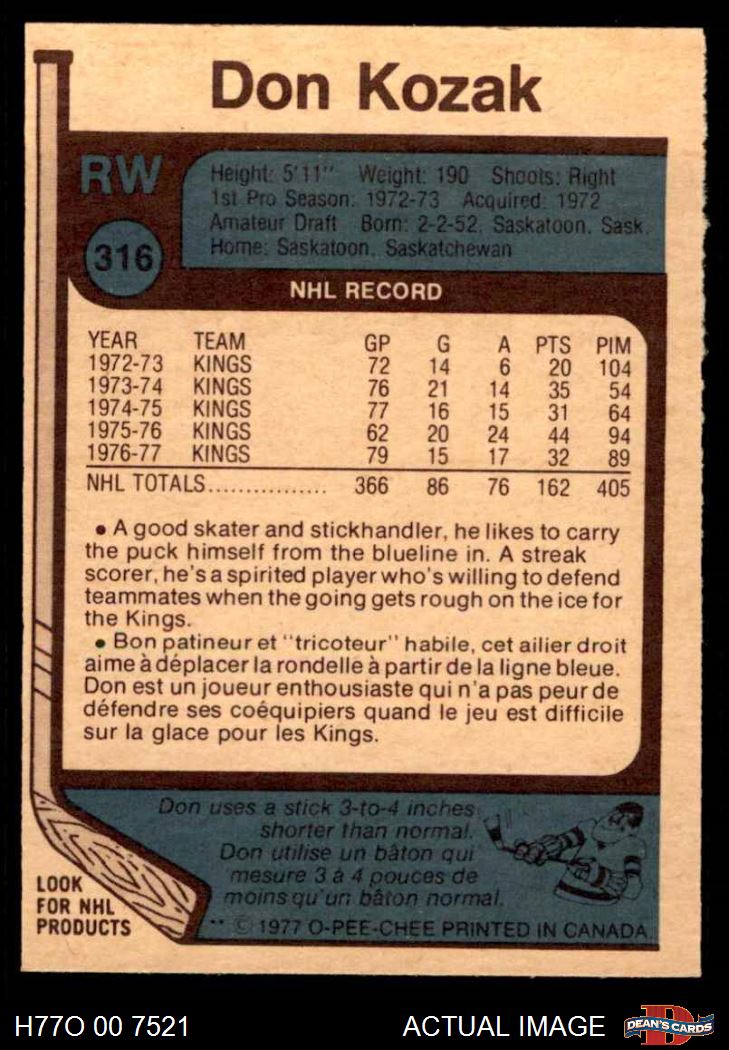 Don Kozak
RW
Height: 5'11" Weight: 190 Shoots: Right
1st Pro Season: 1972-73 Acquired: 1972
Amateur Draft Born: 2-2-52, Saskatoon, Sask.
Home: Saskatoon, Saskatchewan
316
NHL RECORD
YEAR TEAM GP G A PTS PIM
1972-73 KINGS 72 14 6 20 104
1973-74 KINGS 76 21 14 35 54
1974-75 KINGS 77 16 15 31 64
1975-76 KINGS 62 20 24 44 94
1976-77 KINGS 79 15 17 32 89
NHL TOTALS................ 366 86 76 162 405
• A good skater and stickhandler, he likes to carry
the puck himself from the blueline in. A streak
scorer, he's a spirited player who's willing to defend
teammates when the going gets rough on the ice for
the Kings.
• Bon patineur et "tricoteur" habile, cet ailier droit
aime à déplacer la rondelle à partir de la ligne bleue.
Don est un joueur enthousiaste qui n'a pas peur de
défendre ses coéquipiers quand le jeu est difficile
sur la glace pour les Kings.
Don uses a stick 3-to-4 inches
shorter than normal.
Don utilise un bâton qui
mesure 3 à 4 pouces de
moins qu'un bâton normal.
LOOK
FOR NHL
PRODUCTS
** © 1977 O-PEE-CHEE PRINTED IN CANADA
H77O 00 7521 ACTUAL IMAGE
D
DEAN'S CARDS